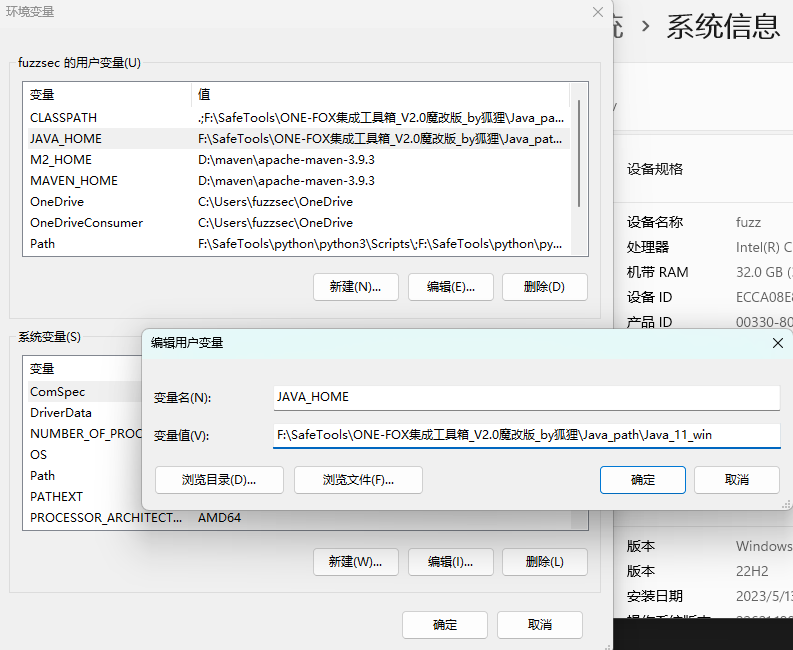 环境变量
统 › 系统信息
fuzzsec 的用户变量(U)
变量 值
CLASSPATH .;F:\SafeTools\ONE-FOX集成工具箱_V2.0魔改版_by狐狸\Java_pa...
JAVA_HOME F:\SafeTools\ONE-FOX集成工具箱_V2.0魔改版_by狐狸\Java_pat...
M2_HOME D:\maven\apache-maven-3.9.3
MAVEN_HOME D:\maven\apache-maven-3.9.3
OneDrive C:\Users\fuzzsec\OneDrive
OneDriveConsumer C:\Users\fuzzsec\OneDrive
Path F:\SafeTools\python\python3\Scripts\;F:\SafeTools\python\py...
新建(N)... 编辑(E)... 删除(D)
设备规格
设备名称 fuzz
处理器 Intel(R) C
机带 RAM 32.0 GB (
设备 ID ECCA08E
产品 ID 00330-80
系统变量(S)
变量
ComSpec
DriverData
NUMBER_OF_PROC
OS
Path
PATHEXT
PROCESSOR_ARCHITECT... AMD64
编辑用户变量
变量名(N): JAVA_HOME
变量值(V): F:\SafeTools\ONE-FOX集成工具箱_V2.0魔改版_by狐狸\Java_path\Java_11_win
浏览目录(D)... 浏览文件(F)... 确定 取消
新建(W)... 编辑(I)... 删除(L)
确定 取消
版本 Windows
版本 22H2
安装日期 2023/5/13